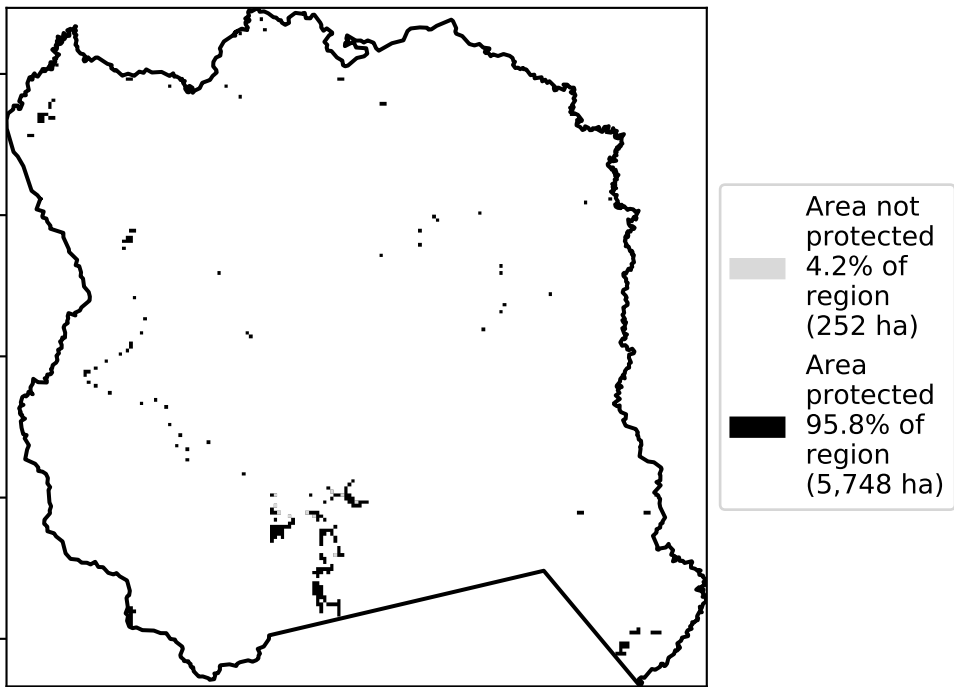 Area not
protected
4.2% of
region
(252 ha)
Area
protected
95.8% of
region
(5,748 ha)